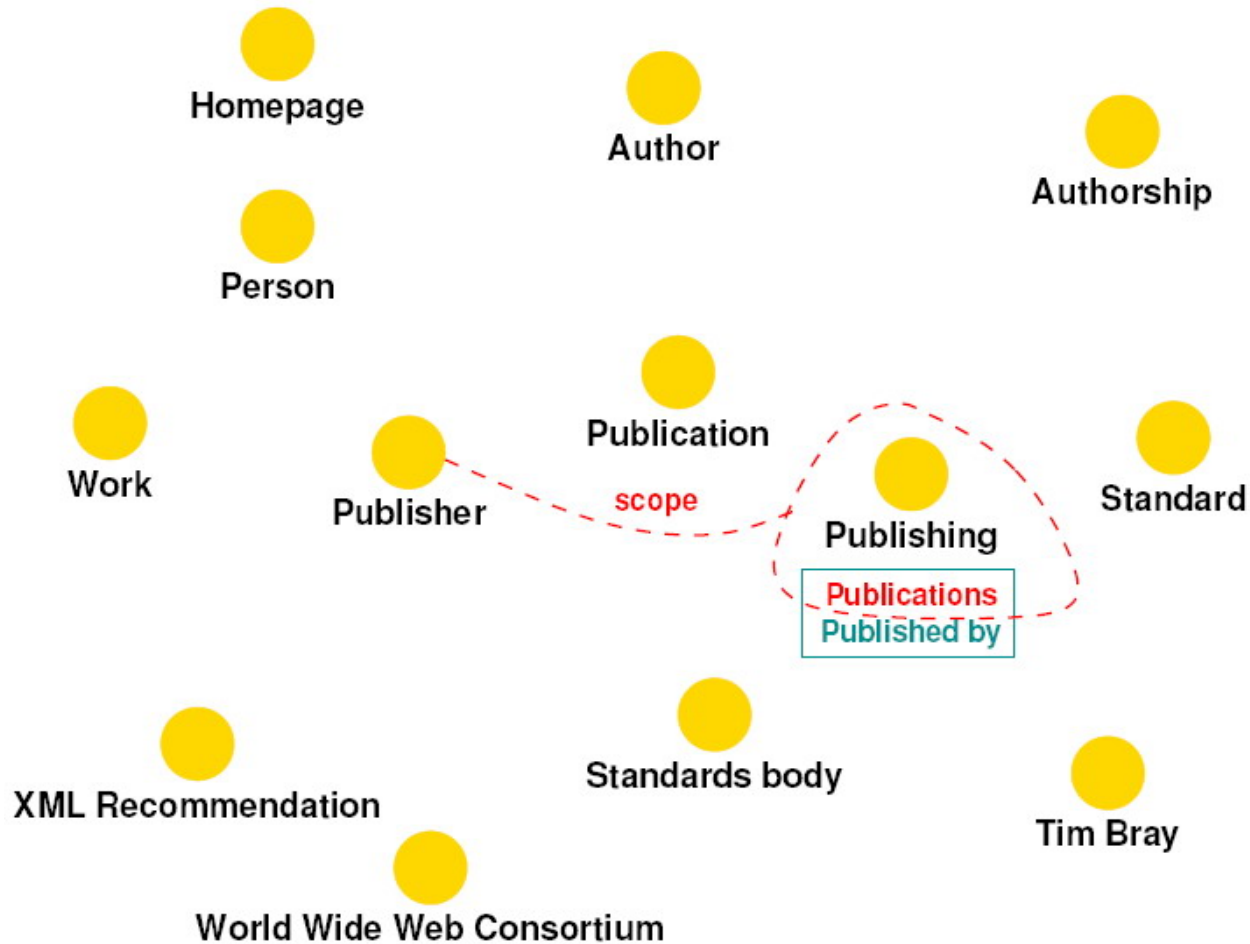 Homepage
Author
Authorship
Person
Publication
Work
Publisher
scope
Publishing
Standard
Publications
Published by
XML Recommendation
Standards body
Tim Bray
World Wide Web Consortium